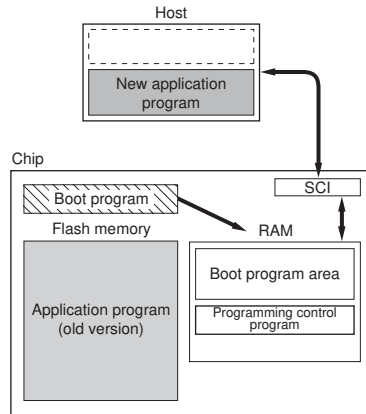 Host
New application
program
Chip
SCI
Boot program
Flash memory
RAM
Boot program area
Application program
(old version)
Programming control
program